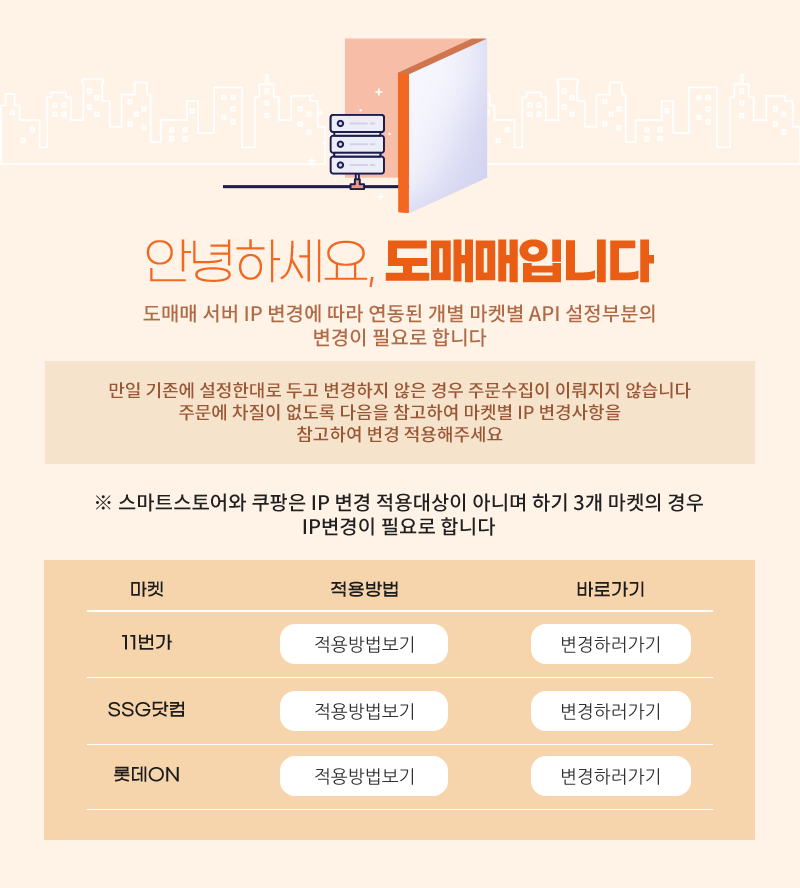 안녕하세요, 도매매입니다
도매매 서버 IP 변경에 따라 연동된 개별 마켓별 API 설정부분의
변경이 필요로 합니다
만일 기존에 설정한대로 두고 변경하지 않은 경우 주문수집이 이뤄지지 않습니다
주문에 차질이 없도록 다음을 참고하여 마켓별 IP 변경사항을
참고하여 변경 적용해주세요
※ 스마트스토어와 쿠팡은 IP 변경 적용대상이 아니며 하기 3개 마켓의 경우
IP변경이 필요로 합니다
마켓 적용방법 바로가기
11번가 적용방법보기 변경하러가기
SSG닷컴 적용방법보기 변경하러가기
롯데ON 적용방법보기 변경하러가기